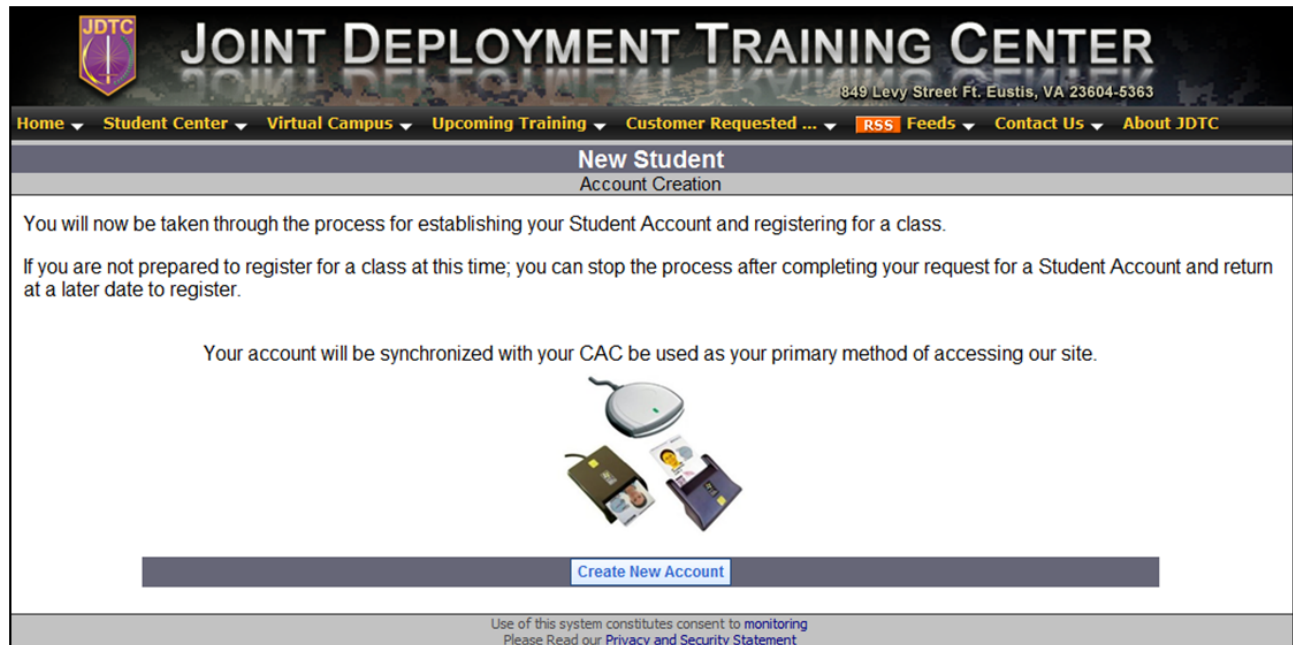 JDTC
JOINT DEPLOYMENT TRAINING CENTER
849 Levy Street Ft. Eustis, VA 23604-5363
Home Student Center Virtual Campus Upcoming Training Customer Requested ... RSS Feeds Contact Us About JDTC
New Student
Account Creation
You will now be taken through the process for establishing your Student Account and registering for a class.
If you are not prepared to register for a class at this time; you can stop the process after completing your request for a Student Account and return
at a later date to register.
Your account will be synchronized with your CAC be used as your primary method of accessing our site.
Create New Account
Use of this system constitutes consent to monitoring
Please Read our Privacy and Security Statement